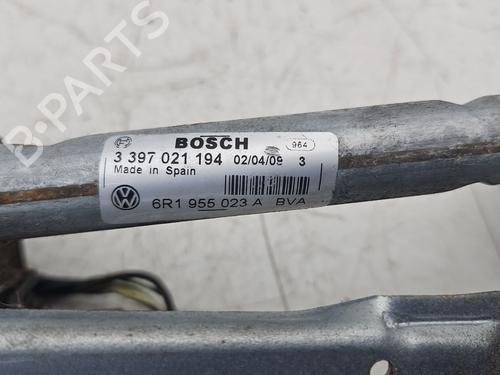 BOSCH
964
3 397 021 194 02/04/09 3
Made in Spain
6R1 955 023 A BVA
B-PARTS